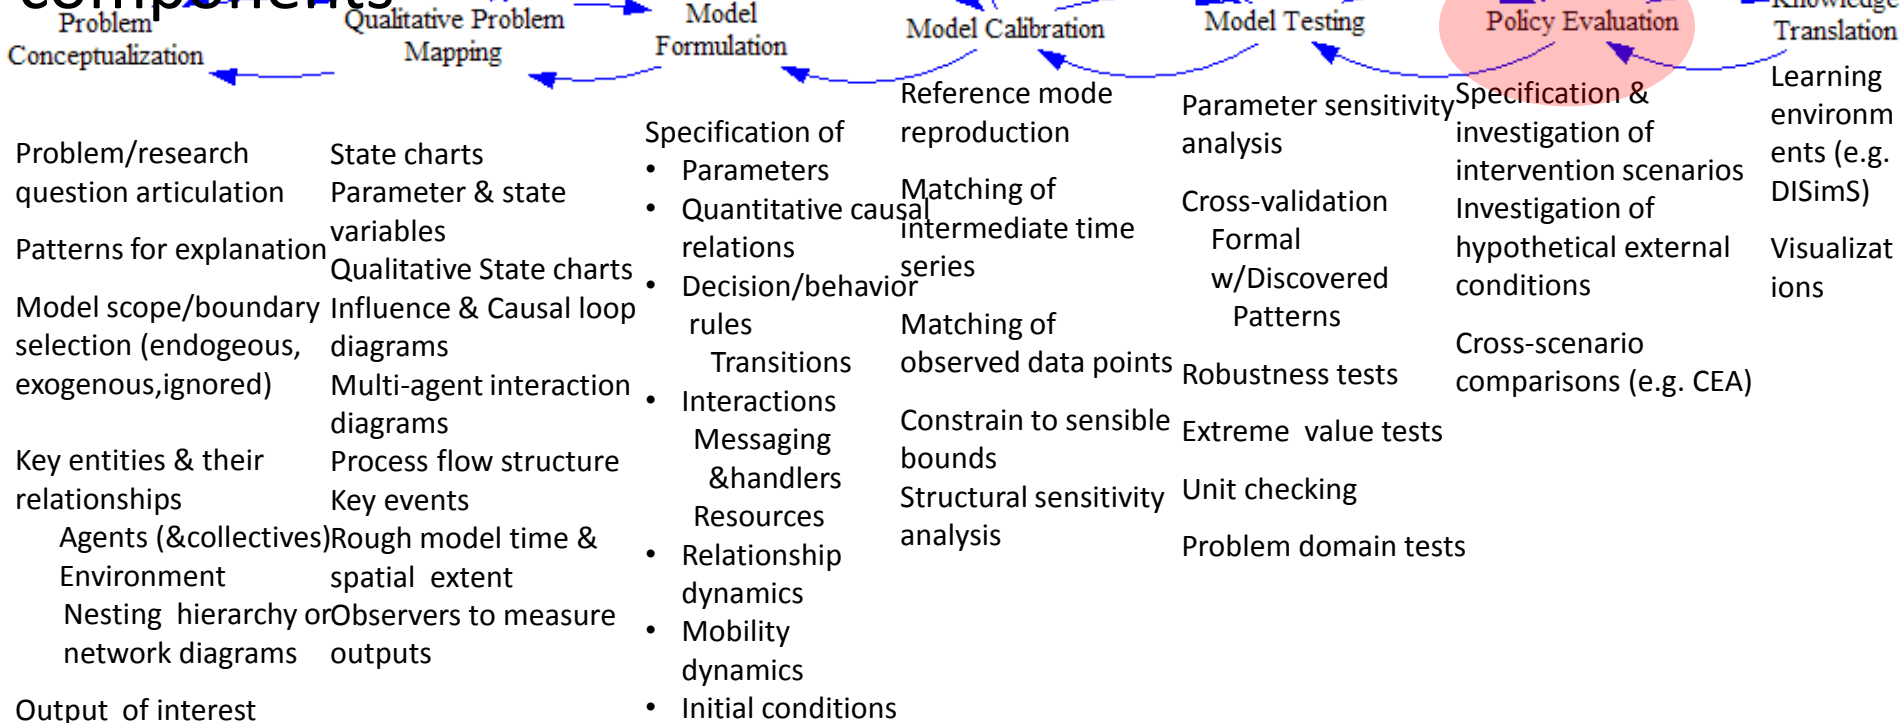 components
Problem
Conceptualization
Qualitative Problem
Mapping
Model
Formulation
Model Calibration
Model Testing
Policy Evaluation
Knowledge
Translation
Problem/research
question articulation
Patterns for explanation
Model scope/boundary
selection (endogeous,
exogenous,ignored)
Key entities & their
relationships
Agents (&collectives)
Environment
Nesting hierarchy or
network diagrams
Output of interest
State charts
Parameter & state
variables
Qualitative State charts
Influence & Causal loop
diagrams
Multi-agent interaction
diagrams
Process flow structure
Key events
Rough model time &
spatial extent
Observers to measure
outputs
Specification of
• Parameters
• Quantitative causal
relations
• Decision/behavior
rules
Transitions
• Interactions
Messaging
&handlers
Resources
• Relationship
dynamics
• Mobility
dynamics
• Initial conditions
Reference mode
reproduction
Matching of
intermediate time
series
Matching of
observed data points
Constrain to sensible
bounds
Structural sensitivity
analysis
Parameter sensitivity
analysis
Cross-validation
Formal
w/Discovered
Patterns
Robustness tests
Extreme value tests
Unit checking
Problem domain tests
Specification &
investigation of
intervention scenarios
Investigation of
hypothetical external
conditions
Cross-scenario
comparisons (e.g. CEA)
Learning
environm
ents (e.g.
DISimS)
Visualizat
ions